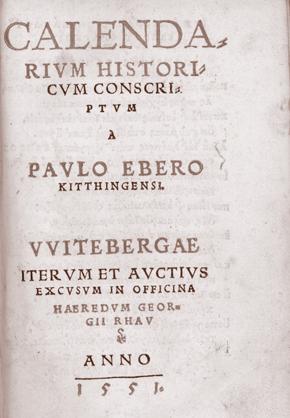 CALENDA⸗
RIVM HISTORI⸗
CVM CONSCRI⸗
PTVM
A
PAVLO EBERO
KITTHINGENSI.
VVITEBERGAE
ITERVM ET AVCTIVS
EXCVSVM IN OFFICINA
HAEREDVM GEOR⸗
GII RHAV
ANNO
1551.